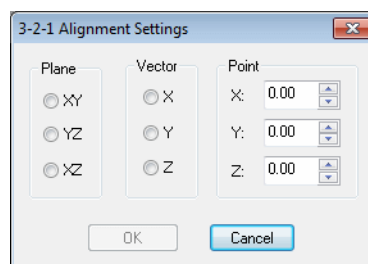 3-2-1 Alignment Settings
Plane Vector Point
XY X X: 0.00
YZ Y Y: 0.00
XZ Z Z: 0.00
OK Cancel